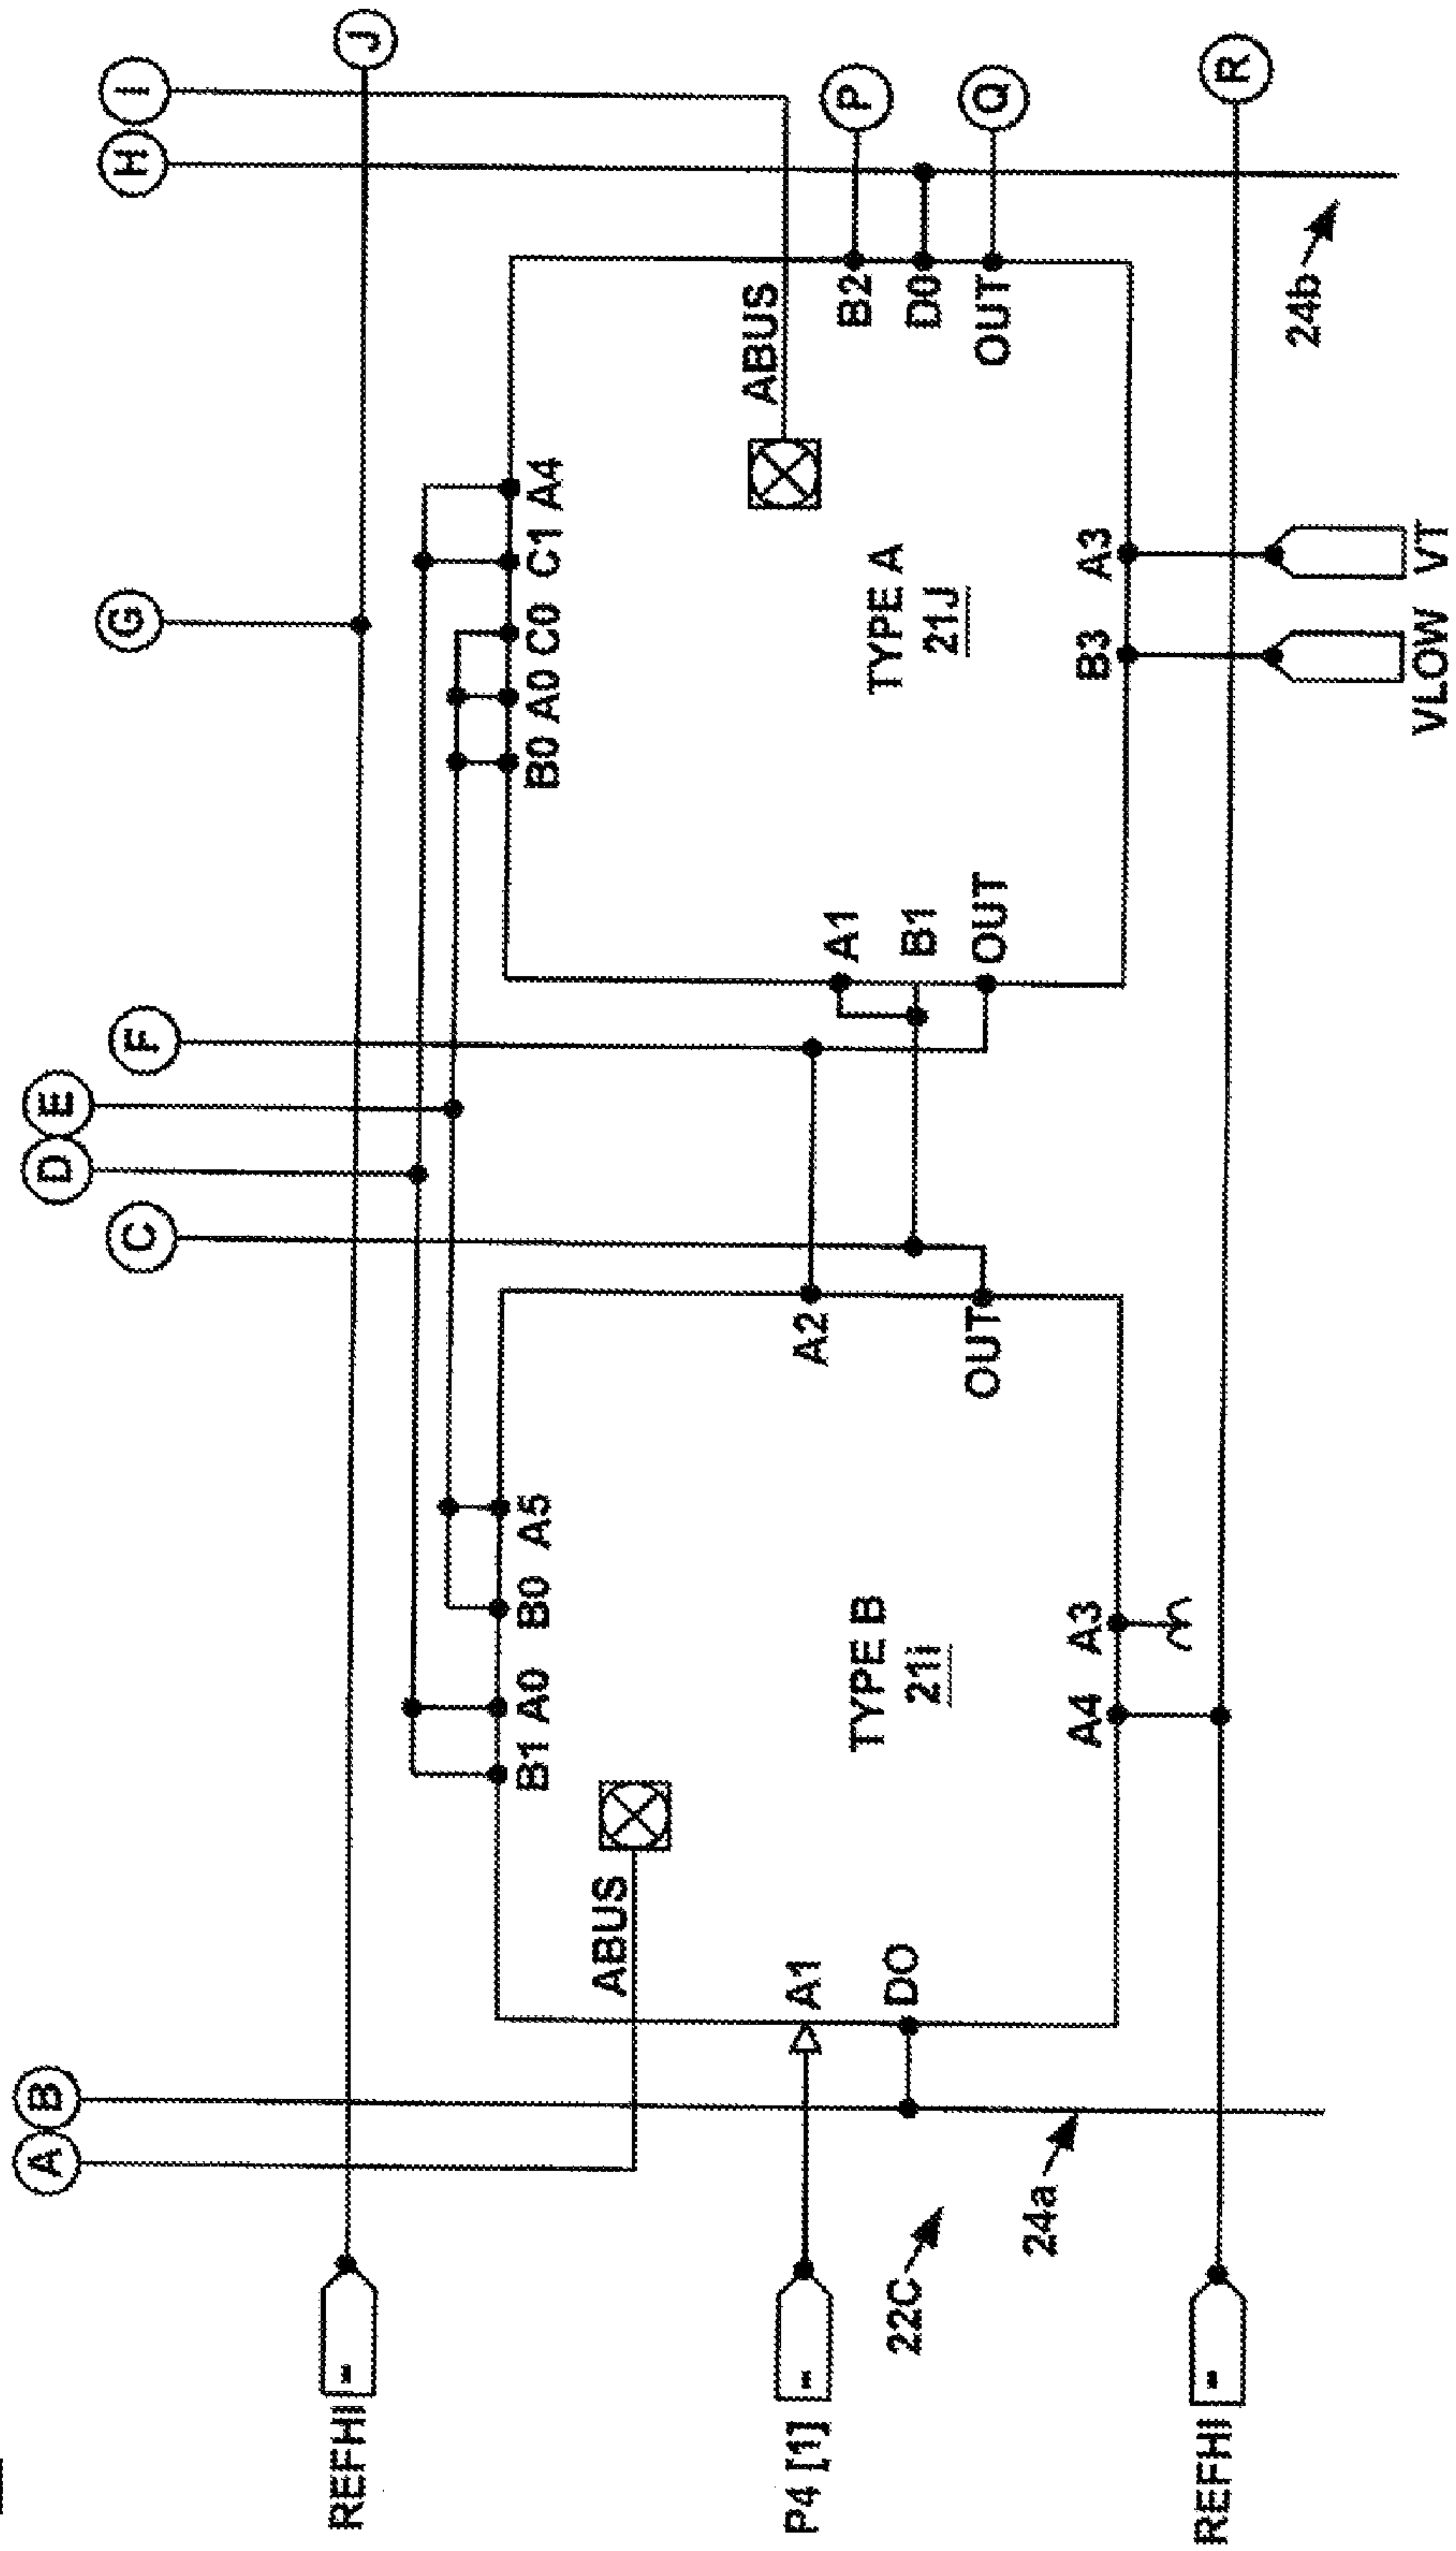 A B D E
C F G H I
REFHI J
B1 A0 B0 A5 B0 A0 C0 C1 A4
ABUS
ABUS
P4 [1]
A1
A2
A1
B2
P
TYPE B
21i
TYPE A
21J
DO
B1
D0
OUT
OUT
OUT
Q
22C
24a
A4 A3
B3 A3
REFHI
R
24b
VLOW VT